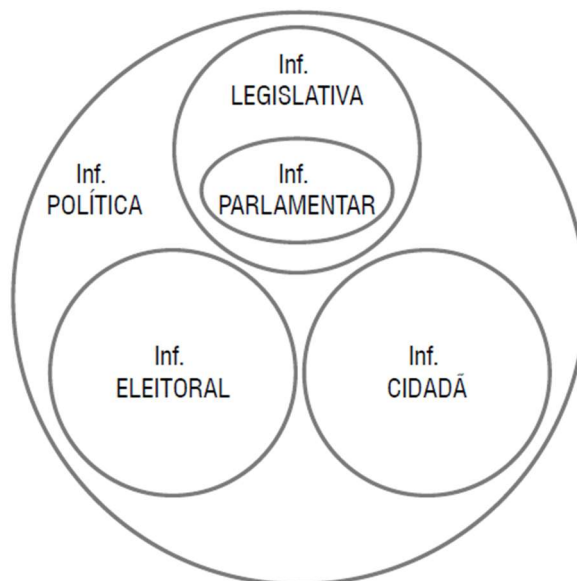 Inf.
LEGISLATIVA
Inf.
POLÍTICA
Inf.
PARLAMENTAR
Inf.
ELEITORAL
Inf.
CIDADÃ